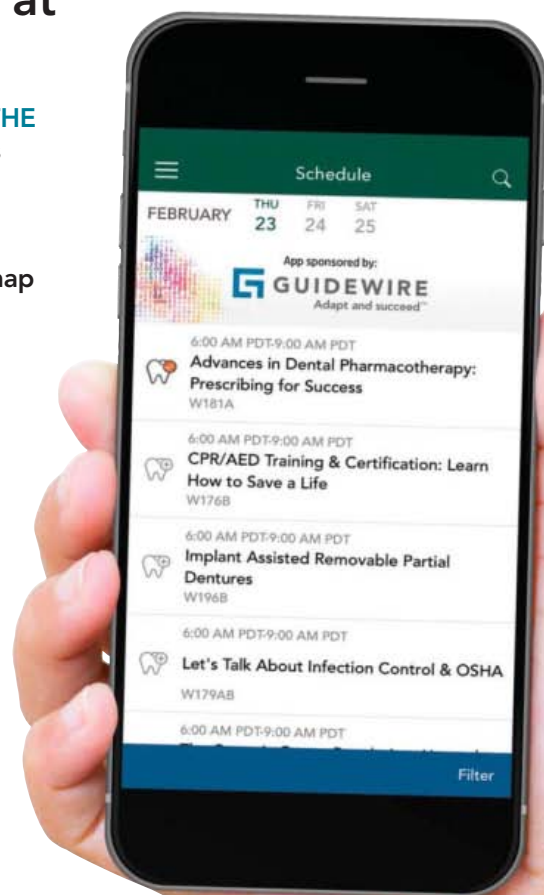 at
THE
map
Schedule
FEBRUARY THU 23 FRI 24 SAT 25
App sponsored by:
GUIDEWIRE
Adapt and succeed™
6:00 AM PDT-9:00 AM PDT
Advances in Dental Pharmacotherapy:
Prescribing for Success
W181A
6:00 AM PDT-9:00 AM PDT
CPR/AED Training & Certification: Learn
How to Save a Life
W176B
6:00 AM PDT-9:00 AM PDT
Implant Assisted Removable Partial
Dentures
W196B
6:00 AM PDT-9:00 AM PDT
Let's Talk About Infection Control & OSHA
W179AB
6:00 AM PDT-9:00 AM PDT
Filter